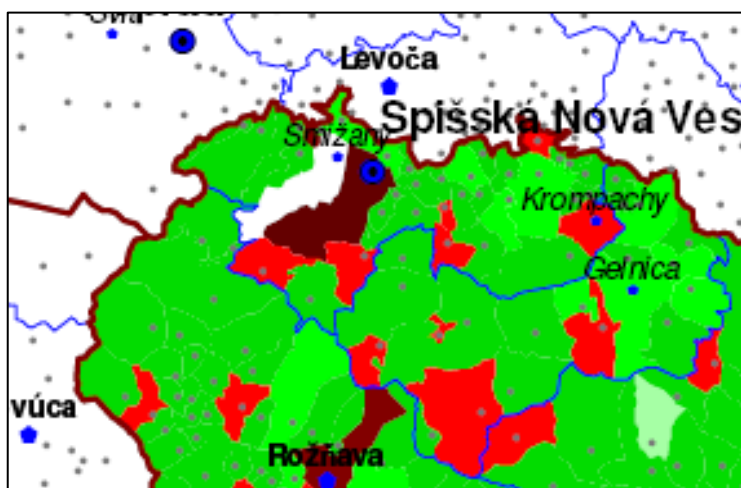 Levoča
Spišská Nová Ves
Smižany
Krompachy
Gelnica
vúca
Rožňava